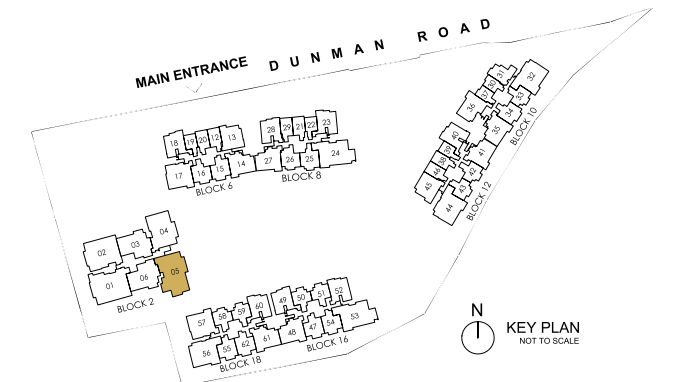 DUNMAN ROAD
MAIN ENTRANCE
18 19 20 12 13
28 29 21 22 23
17 16 15 14 27 26 25 24
BLOCK 6
BLOCK 8
31 32
30
37 33
36 34
35
BLOCK 10
40
39 41
38
46 42
45 43
44
BLOCK 12
04
02 03
05
01 06
BLOCK 2
57 58 59 60 49 50 51 52
56 55 62 61 48 47 54 53
BLOCK 18
BLOCK 16
N
KEY PLAN
NOT TO SCALE